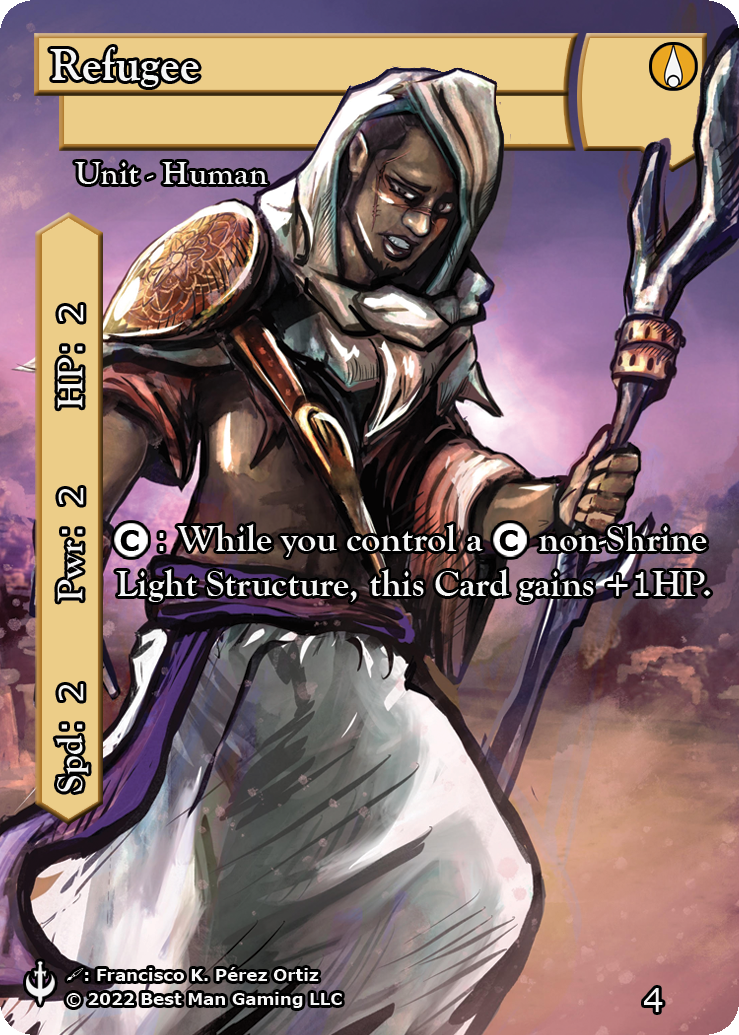 Refugee
Unit - Human
HP: 2
Pwr: 2
Spd: 2
Ⓒ: While you control a Ⓒ non-Shrine
Light Structure, this Card gains +1HP.
: Francisco K. Pérez Ortiz
© 2022 Best Man Gaming LLC
4